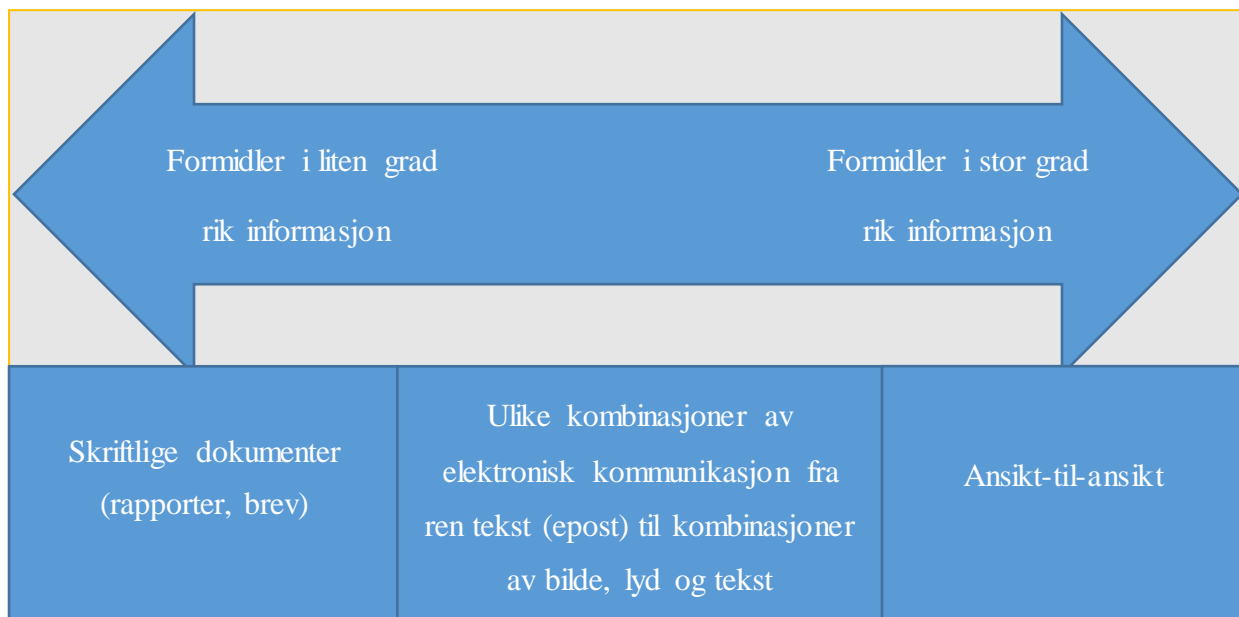 Formidler i liten grad
rik informasjon
Formidler i stor grad
rik informasjon
Skriftlige dokumenter
(rapporter, brev)
Ulike kombinasjoner av
elektronisk kommunikasjon fra
ren tekst (epost) til kombinasjoner
av bilde, lyd og tekst
Ansikt-til-ansikt